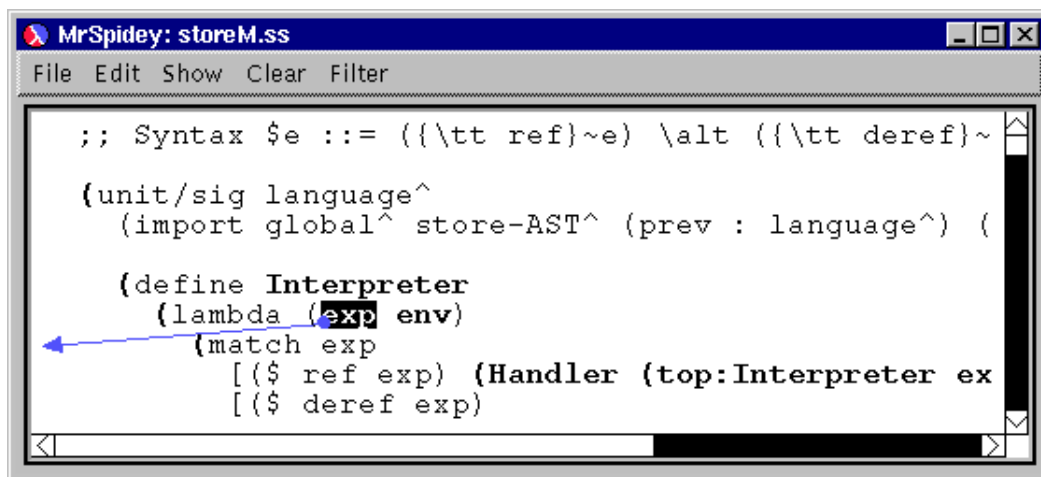 MrSpidey: storeM.ss
File Edit Show Clear Filter
;; Syntax $e ::= ({\tt ref}~e) \alt ({\tt deref}~
(unit/sig language^
(import global^ store-AST^ (prev : language^) (
(define Interpreter
(lambda (exp env)
(match exp
[($ ref exp) (Handler (top:Interpreter ex
[($ deref exp)